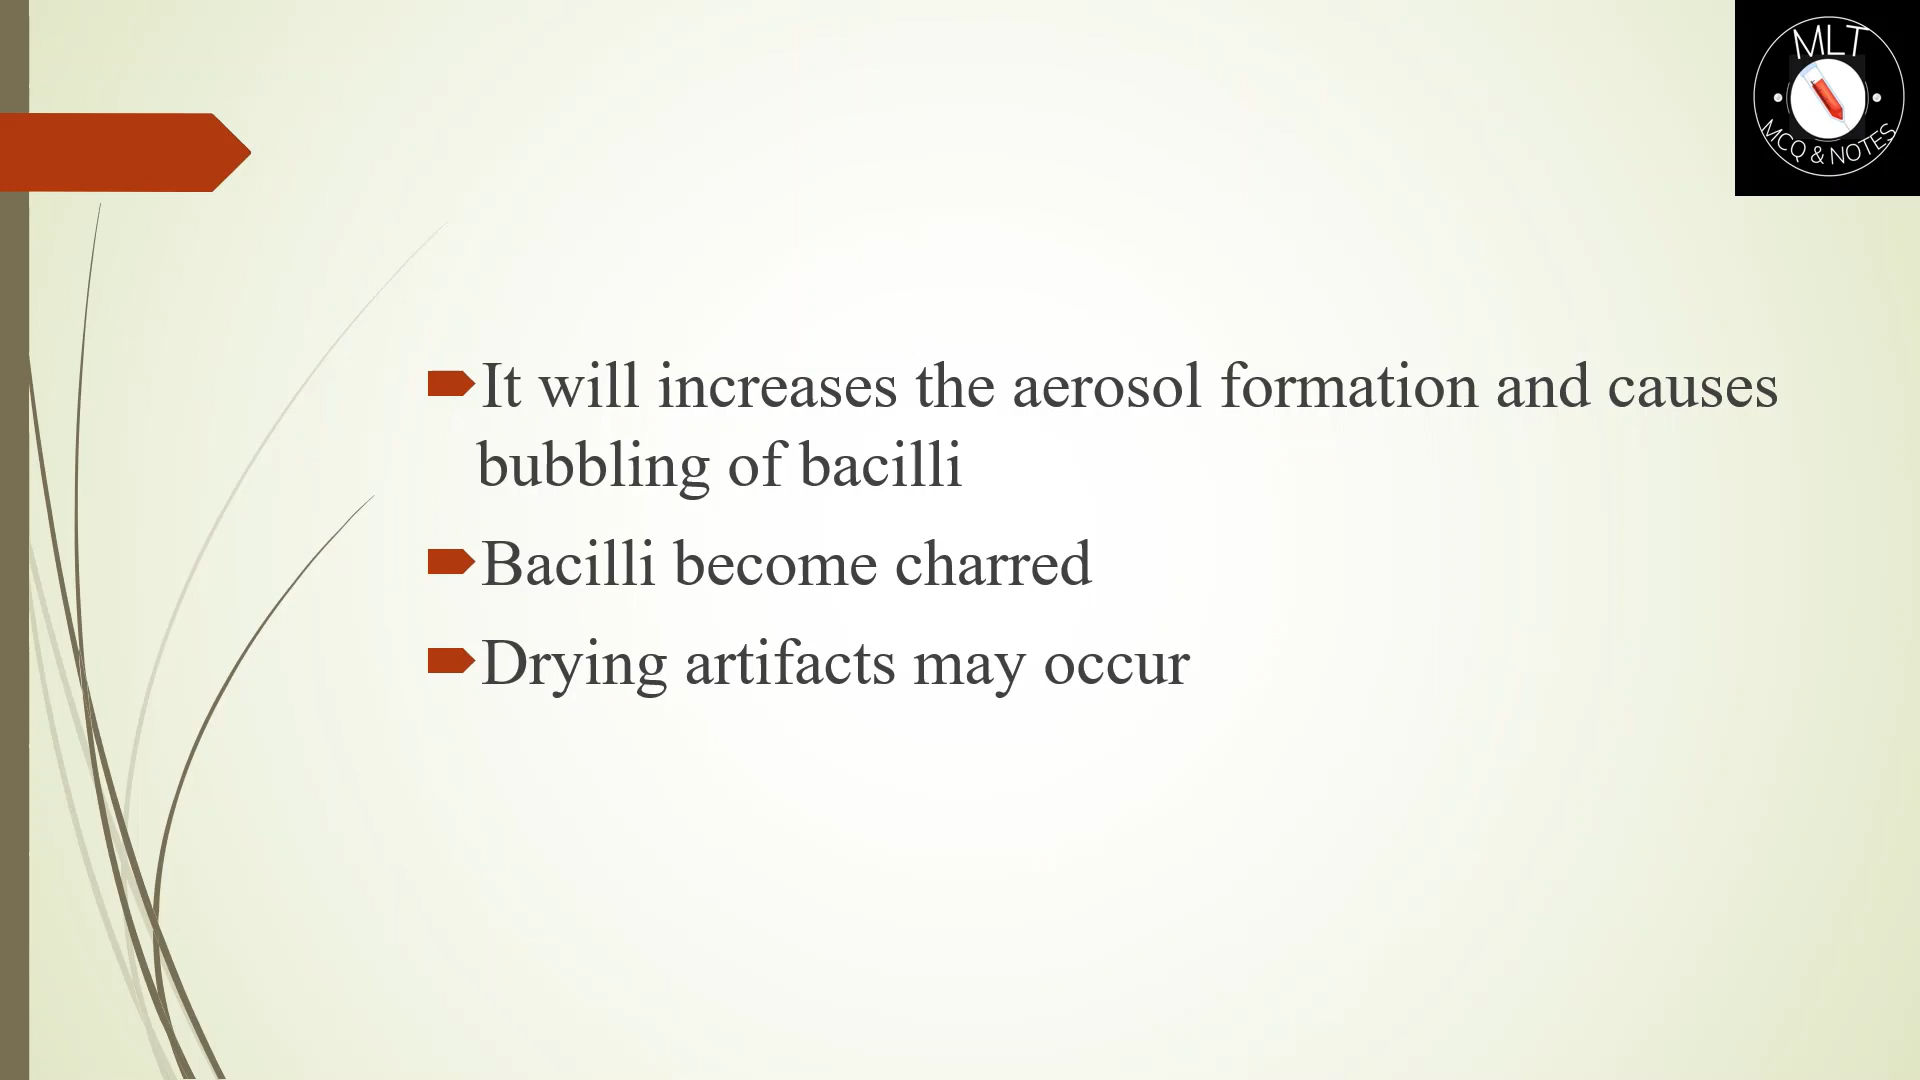 MLT
MCQ & NOTES
It will increases the aerosol formation and causes
bubbling of bacilli
Bacilli become charred
Drying artifacts may occur